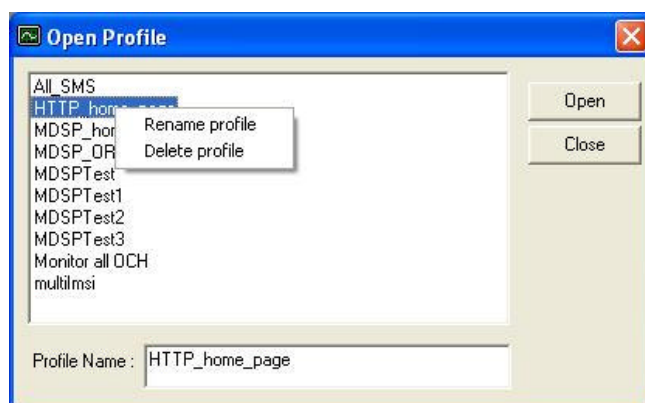 Open Profile
All_SMS
HTTP_home_page
MDSP_hor
MDSP_OR
MDSPTest
MDSPTest1
MDSPTest2
MDSPTest3
Monitor all OCH
multiImsi
Rename profile
Delete profile
Open
Close
Profile Name :
HTTP_home_page